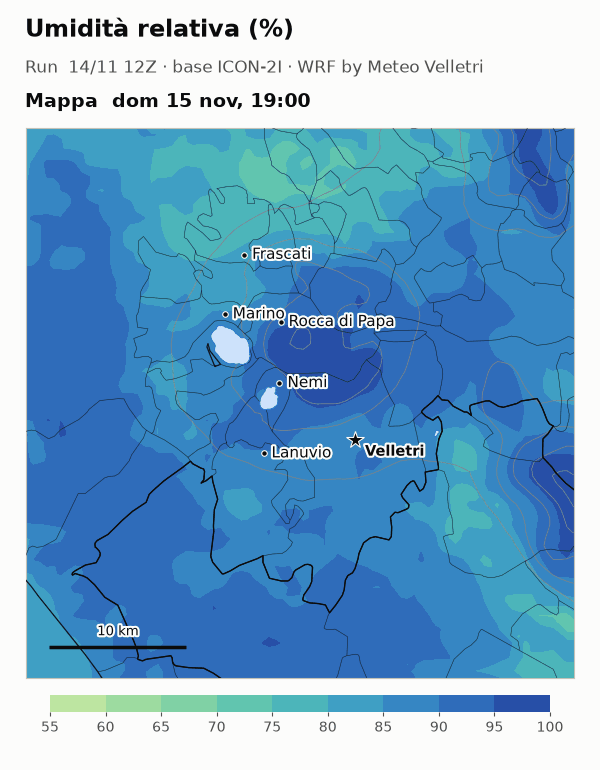 Umidità relativa (%)
Run  14/11 12Z · base ICON-2I · WRF by Meteo Velletri
Mappa  dom 15 nov, 19:00
Frascati
Marino
Rocca di Papa
Nemi
Velletri
Lanuvio
10 km
55 60 65 70 75 80 85 90 95 100